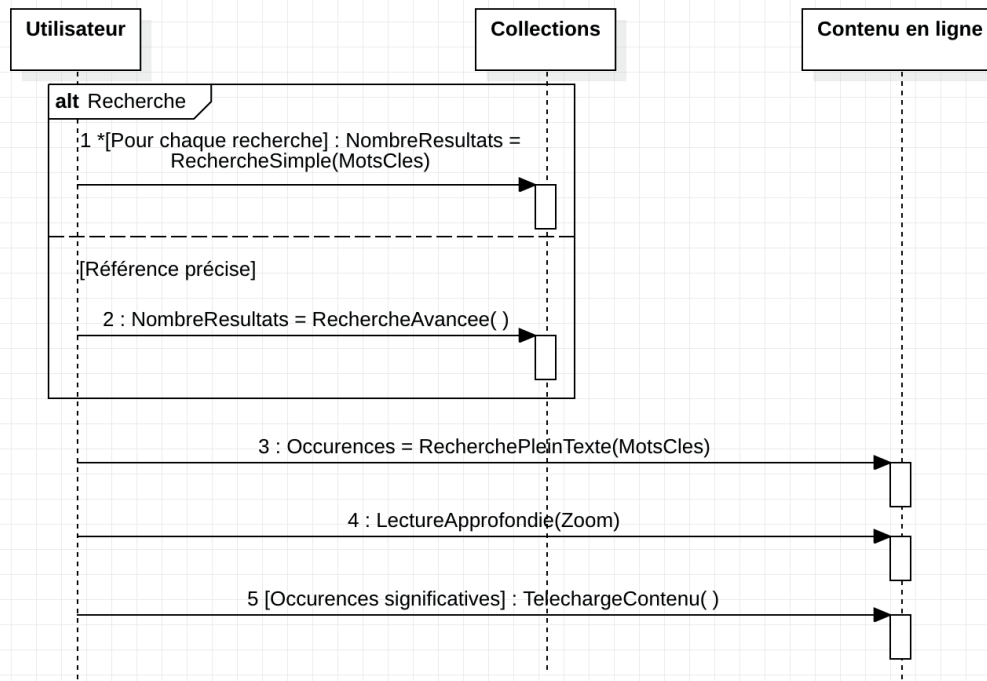 Utilisateur
Collections
Contenu en ligne
alt Recherche
1 *[Pour chaque recherche] : NombreResultats =
RechercheSimple(MotsCles)
[Référence précise]
2 : NombreResultats = RechercheAvancee( )
3 : Occurences = RecherchePleinTexte(MotsCles)
4 : LectureApprofondie(Zoom)
5 [Occurences significatives] : TelechargeContenu( )